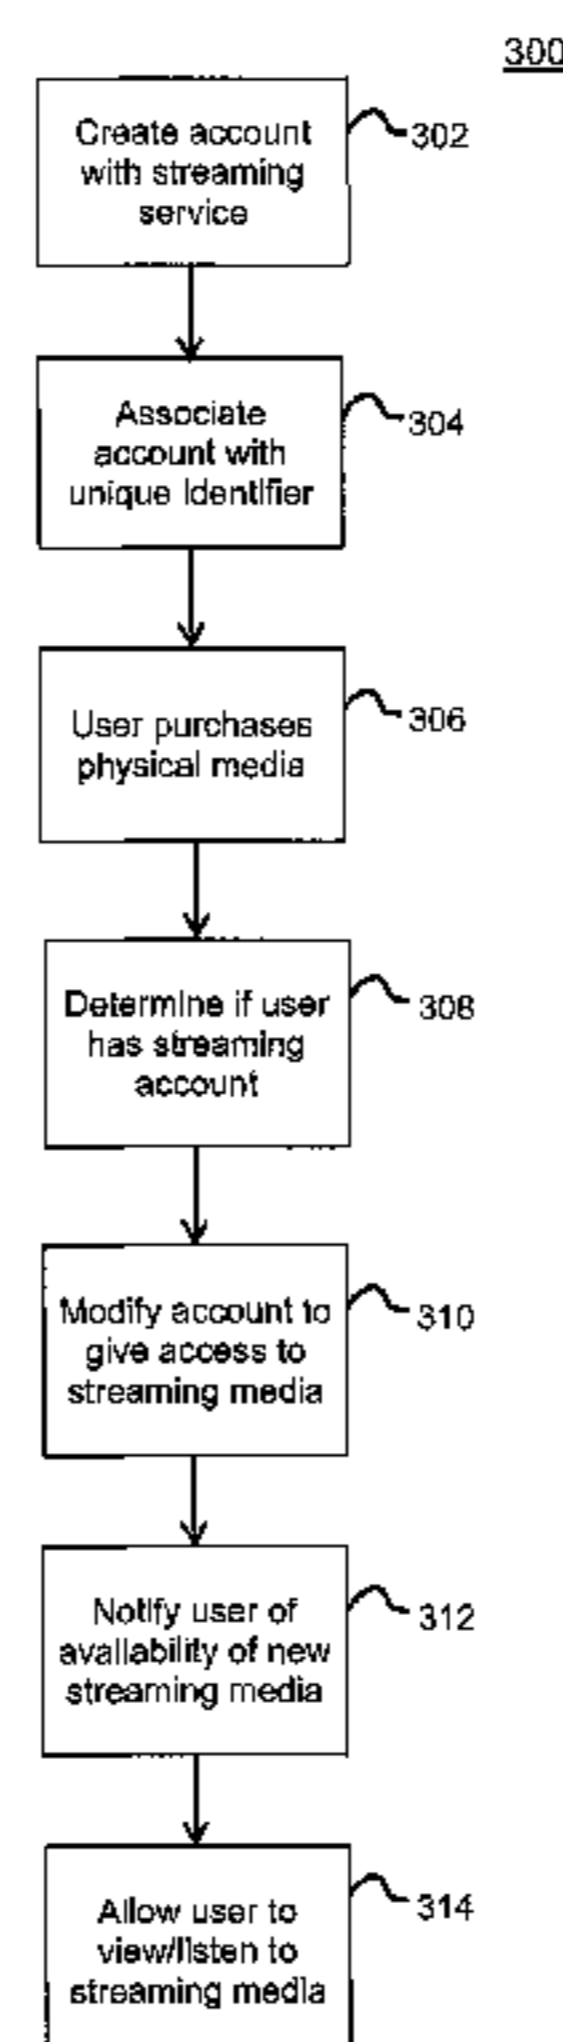 300
Create account
with streaming
service
302
Associate
account with
unique identifier
304
User purchases
physical media
306
Determine if user
has streaming
account
308
Modify account to
give access to
streaming media
310
Notify user of
availability of new
streaming media
312
Allow user to
view/listen to
streaming media
314